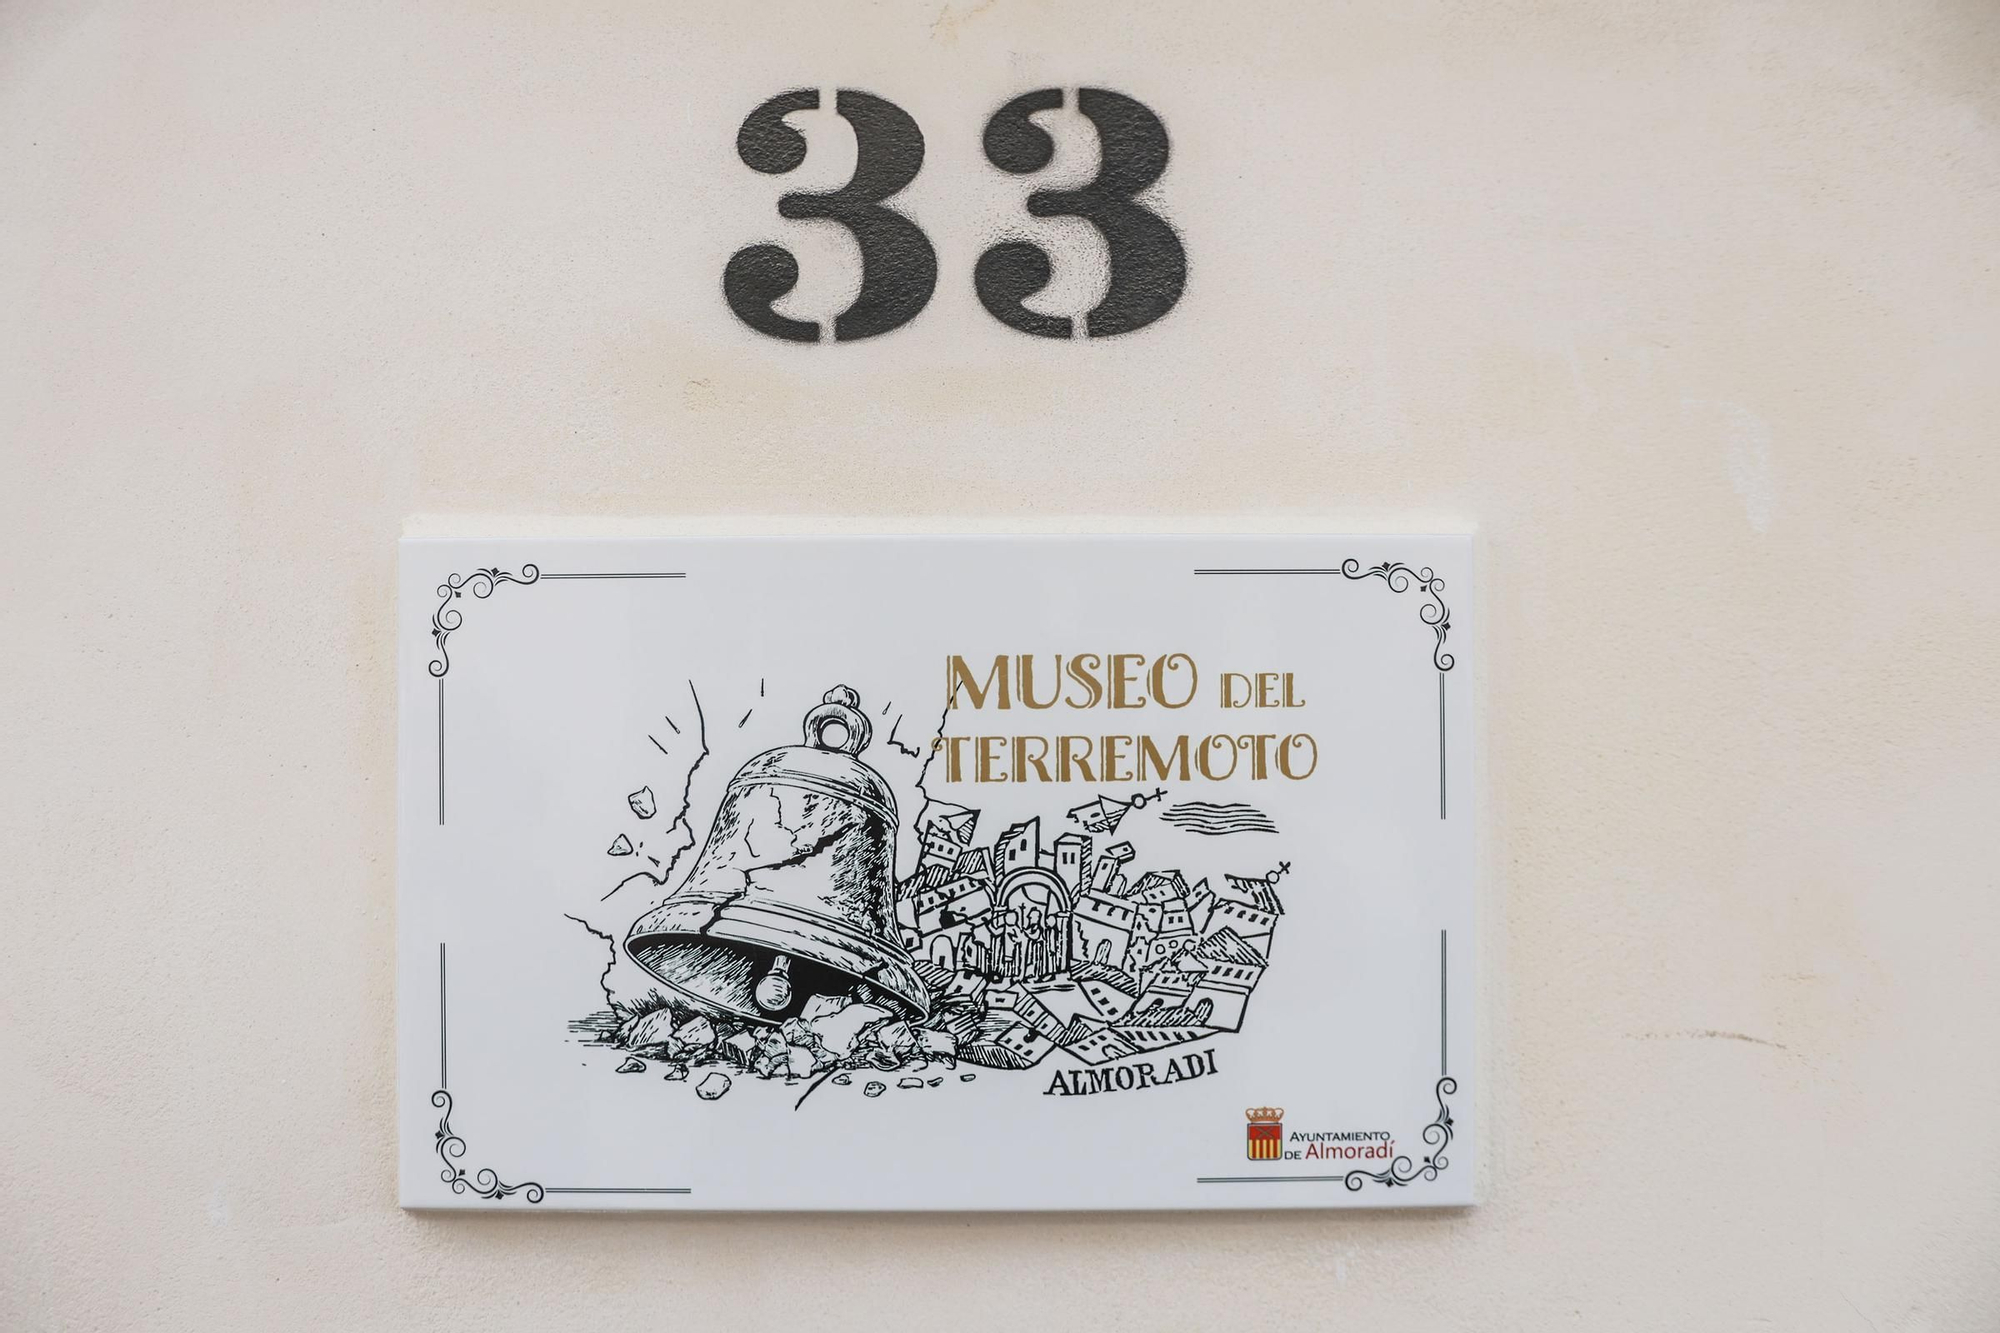 33
MUSEO DEL
TERREMOTO
ALMORADI
AYUNTAMIENTO
DE Almoradí